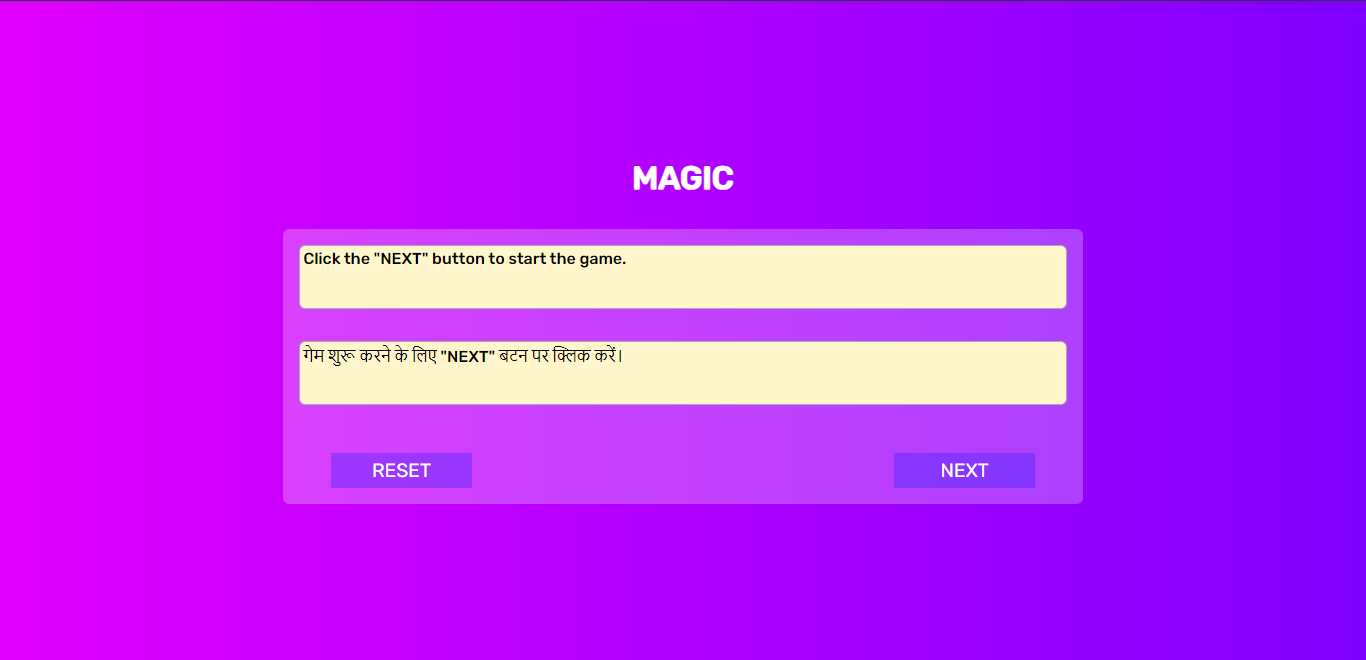 MAGIC
Click the "NEXT" button to start the game.
गेम शुरू करने के लिए "NEXT" बटन पर क्लिक करें।
RESET
NEXT